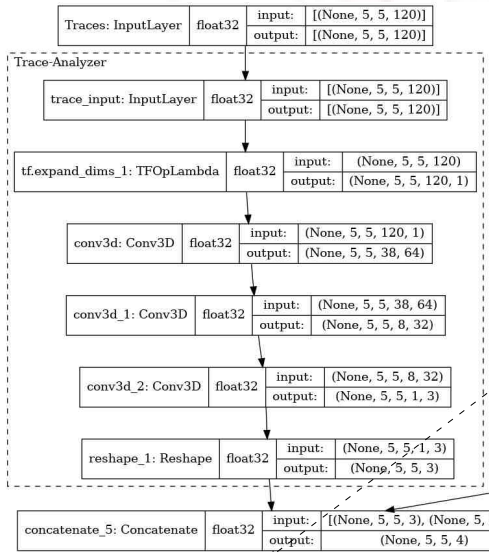 Traces: InputLayer float32 input: [(None, 5, 5, 120)]
output: [(None, 5, 5, 120)]
Trace-Analyzer
trace_input: InputLayer float32 input: [(None, 5, 5, 120)]
output: [(None, 5, 5, 120)]
tf.expand_dims_1: TFOpLambda float32 input: (None, 5, 5, 120)
output: (None, 5, 5, 120, 1)
conv3d: Conv3D float32 input: (None, 5, 5, 120, 1)
output: (None, 5, 5, 38, 64)
conv3d_1: Conv3D float32 input: (None, 5, 5, 38, 64)
output: (None, 5, 5, 8, 32)
conv3d_2: Conv3D float32 input: (None, 5, 5, 8, 32)
output: (None, 5, 5, 1, 3)
reshape_1: Reshape float32 input: (None, 5, 5, 1, 3)
output: (None, 5, 5, 3)
concatenate_5: Concatenate float32 input: [(None, 5, 5, 3), (None, 5,
output: (None, 5, 5, 4)